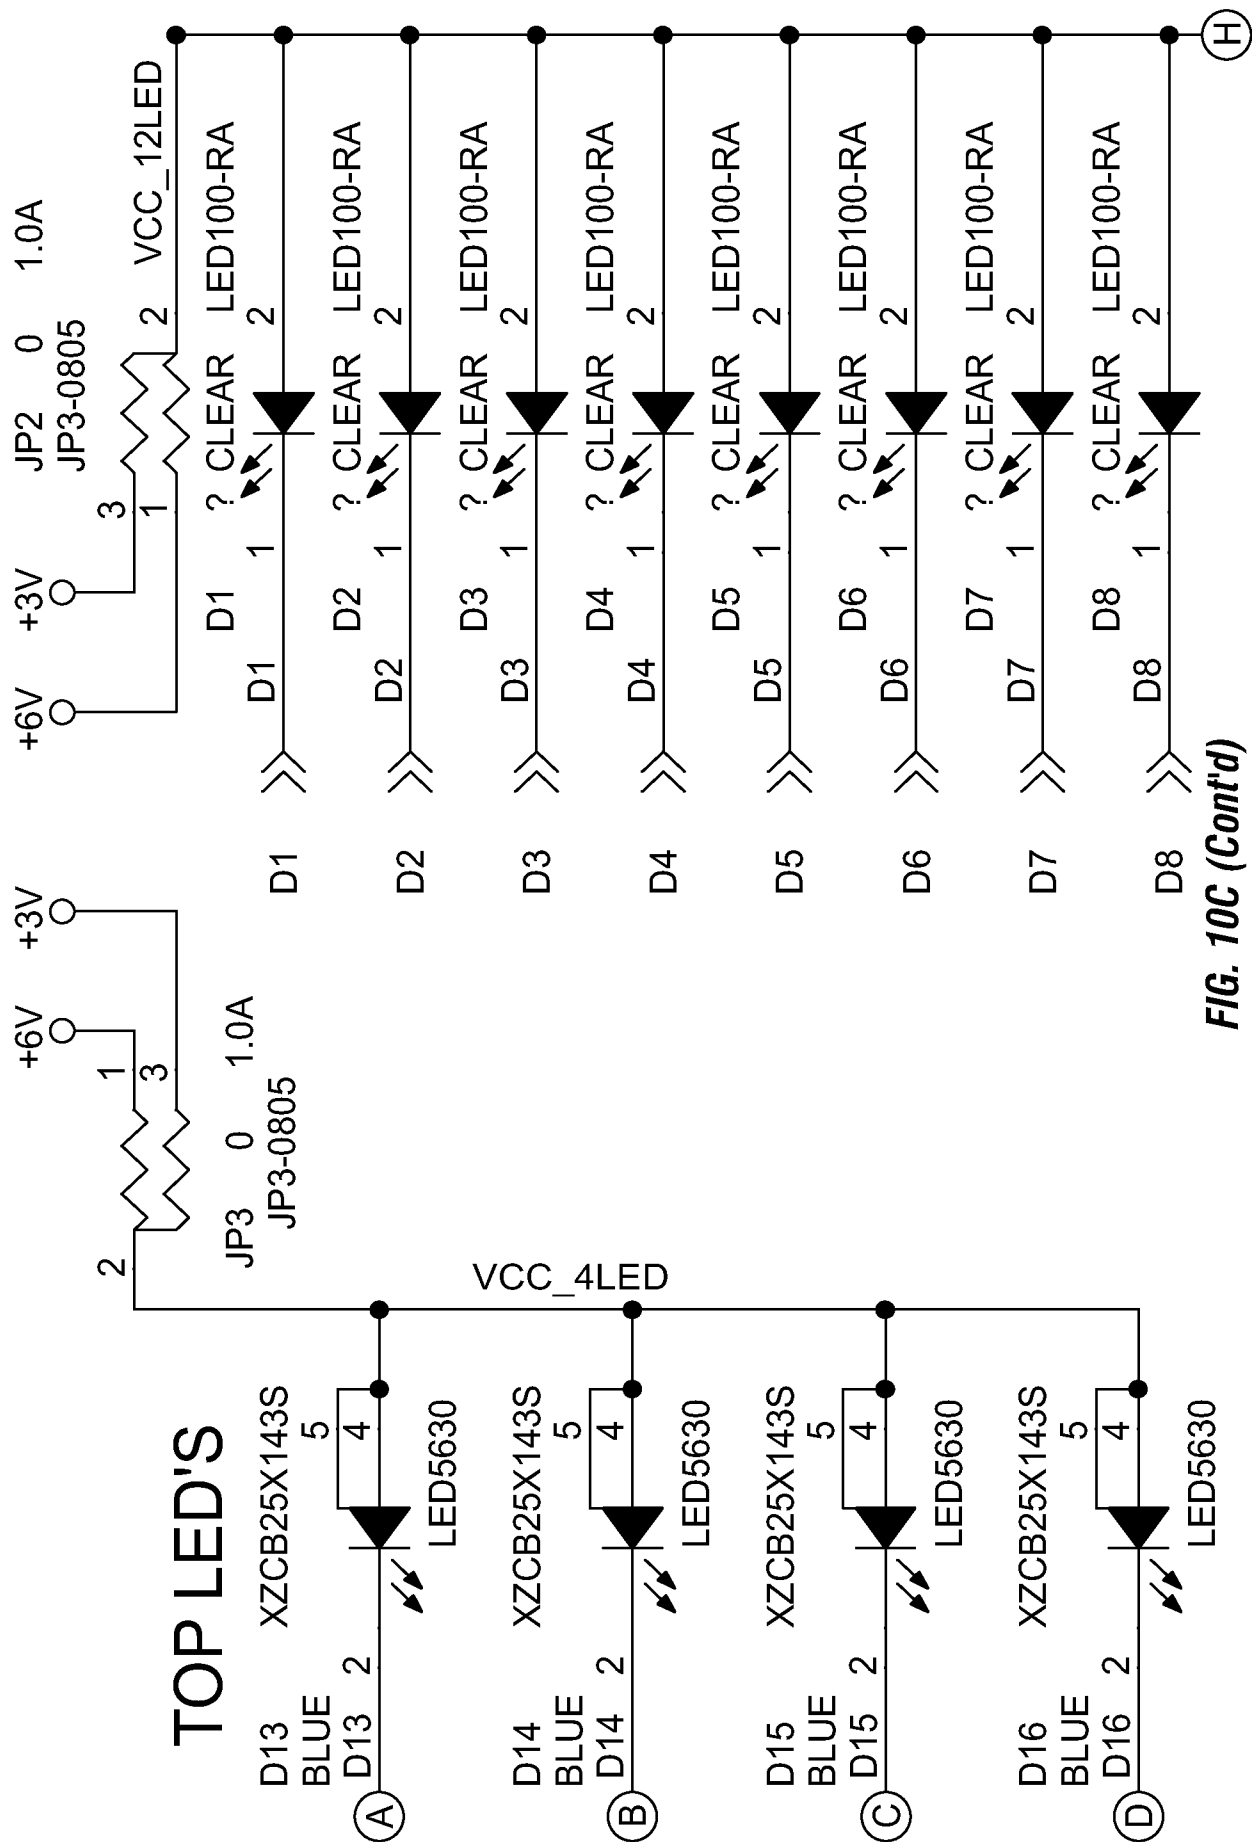 TOP LED'S
D13 XZCB25X143S
BLUE
D13 2
5
4
LED5630
A
D14 XZCB25X143S
BLUE
D14 2
5
4
LED5630
B
D15 XZCB25X143S
BLUE
D15 2
5
4
LED5630
C
D16 XZCB25X143S
BLUE
D16 2
5
4
LED5630
D
VCC_4LED
2
1
3
+6V
+3V
JP3 0 1.0A
JP3-0805
+6V
+3V
JP2 0 1.0A
JP3-0805
3
1
2
VCC_12LED
D1 ? CLEAR LED100-RA
D1 D1 1 2
D2 ? CLEAR LED100-RA
D2 D2 1 2
D3 ? CLEAR LED100-RA
D3 D3 1 2
D4 ? CLEAR LED100-RA
D4 D4 1 2
D5 ? CLEAR LED100-RA
D5 D5 1 2
D6 ? CLEAR LED100-RA
D6 D6 1 2
D7 ? CLEAR LED100-RA
D7 D7 1 2
D8 ? CLEAR LED100-RA
D8 D8 1 2
H
FIG. 10C (Cont'd)